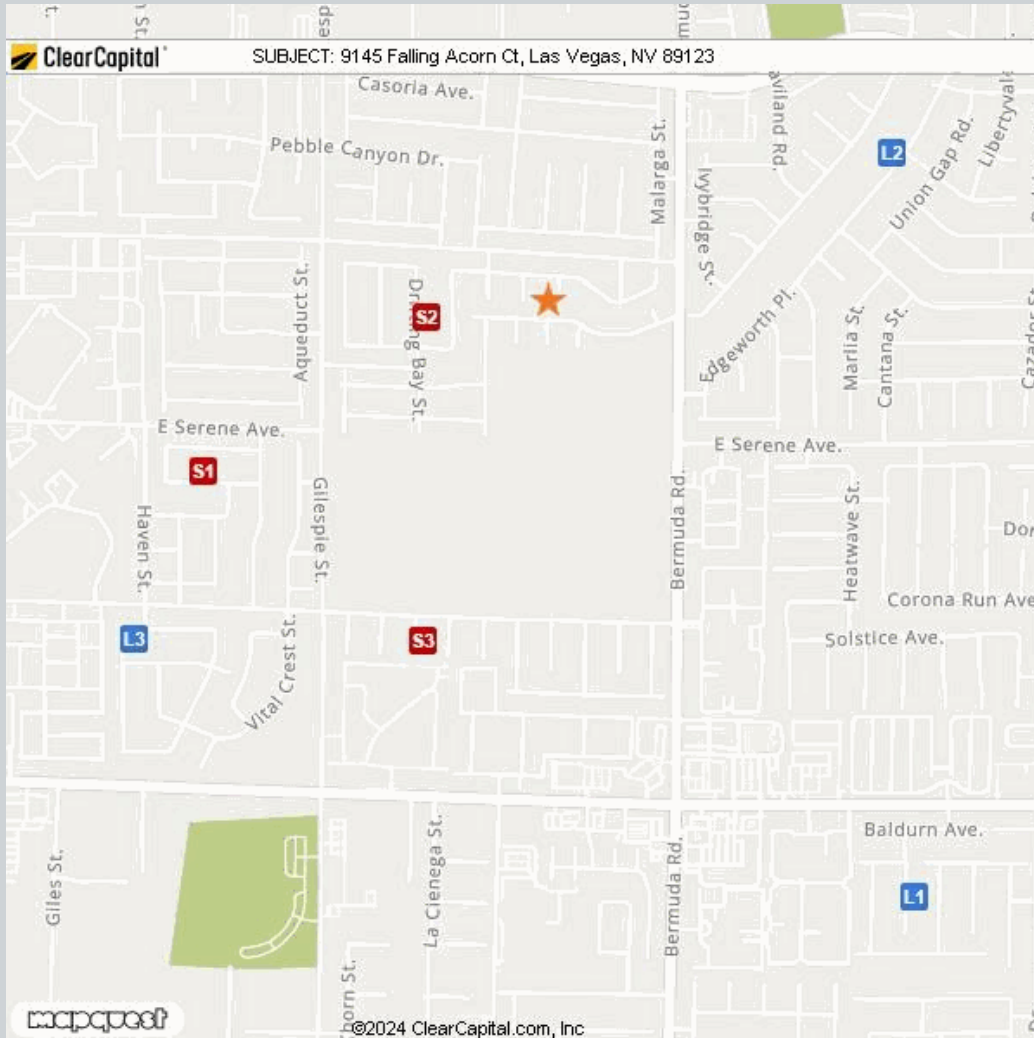 ClearCapital
SUBJECT: 9145 Falling Acorn Ct, Las Vegas, NV 89123
Casoria Ave.
Pebble Canyon Dr.
Malarga St.
Ivybridge St.
L2
Union Gap Rd.
Aqueduct St.
S2
Edgeworth Pl.
Marlia St.
Cantana St.
E Serene Ave.
E Serene Ave.
S1
Haven St.
Gilespie St.
Bermuda Rd.
Heatwave St.
Corona Run Ave
Solstice Ave.
L3
S3
Vital Crest St.
Baldurn Ave.
Giles St.
La Cienega St.
Bermuda Rd.
L1
mapquest
©2024 ClearCapital.com, Inc